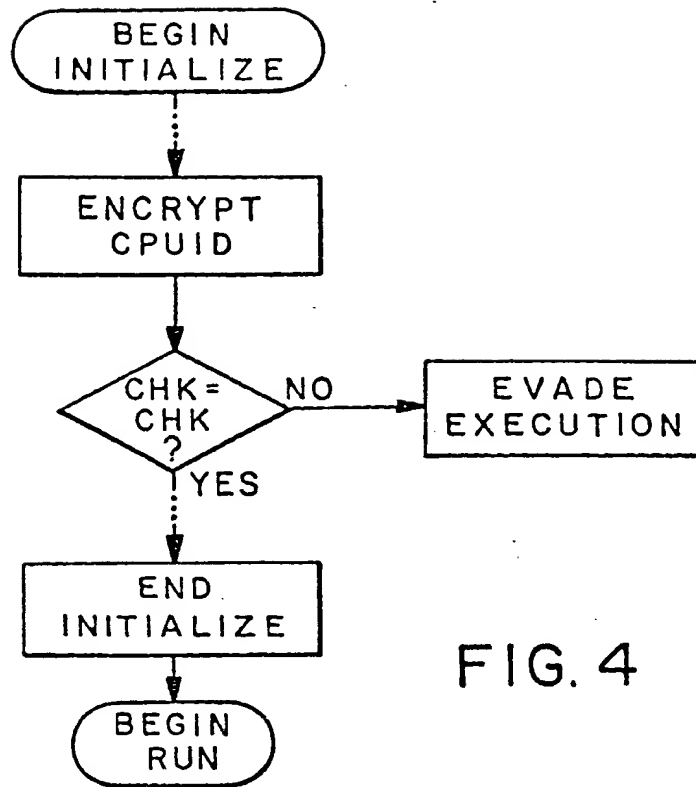 BEGIN
INITIALIZE
ENCRYPT
CPUID
CHK =
CHK
?
NO
EVADE
EXECUTION
YES
END
INITIALIZE
BEGIN
RUN
FIG. 4